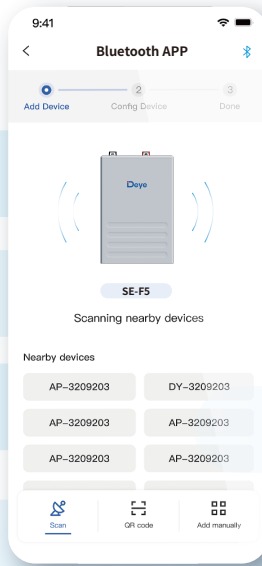 9:41
Bluetooth APP
2 3
Add Device Config Device Done
Deye
SE-F5
Scanning nearby devices
Nearby devices
AP-3209203 DY-3209203
AP-3209203 AP-3209203
AP-3209203 AP-3209203
Scan QR code Add manually